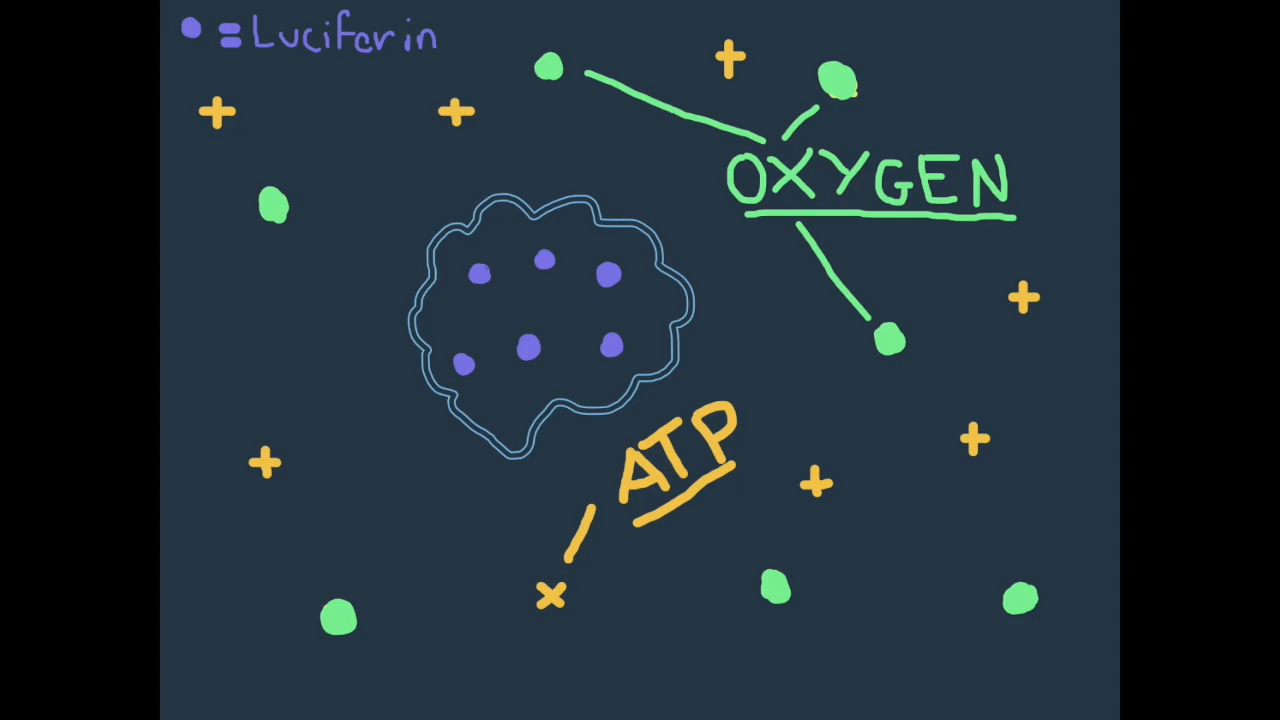 = Luciferin
OXYGEN
ATP